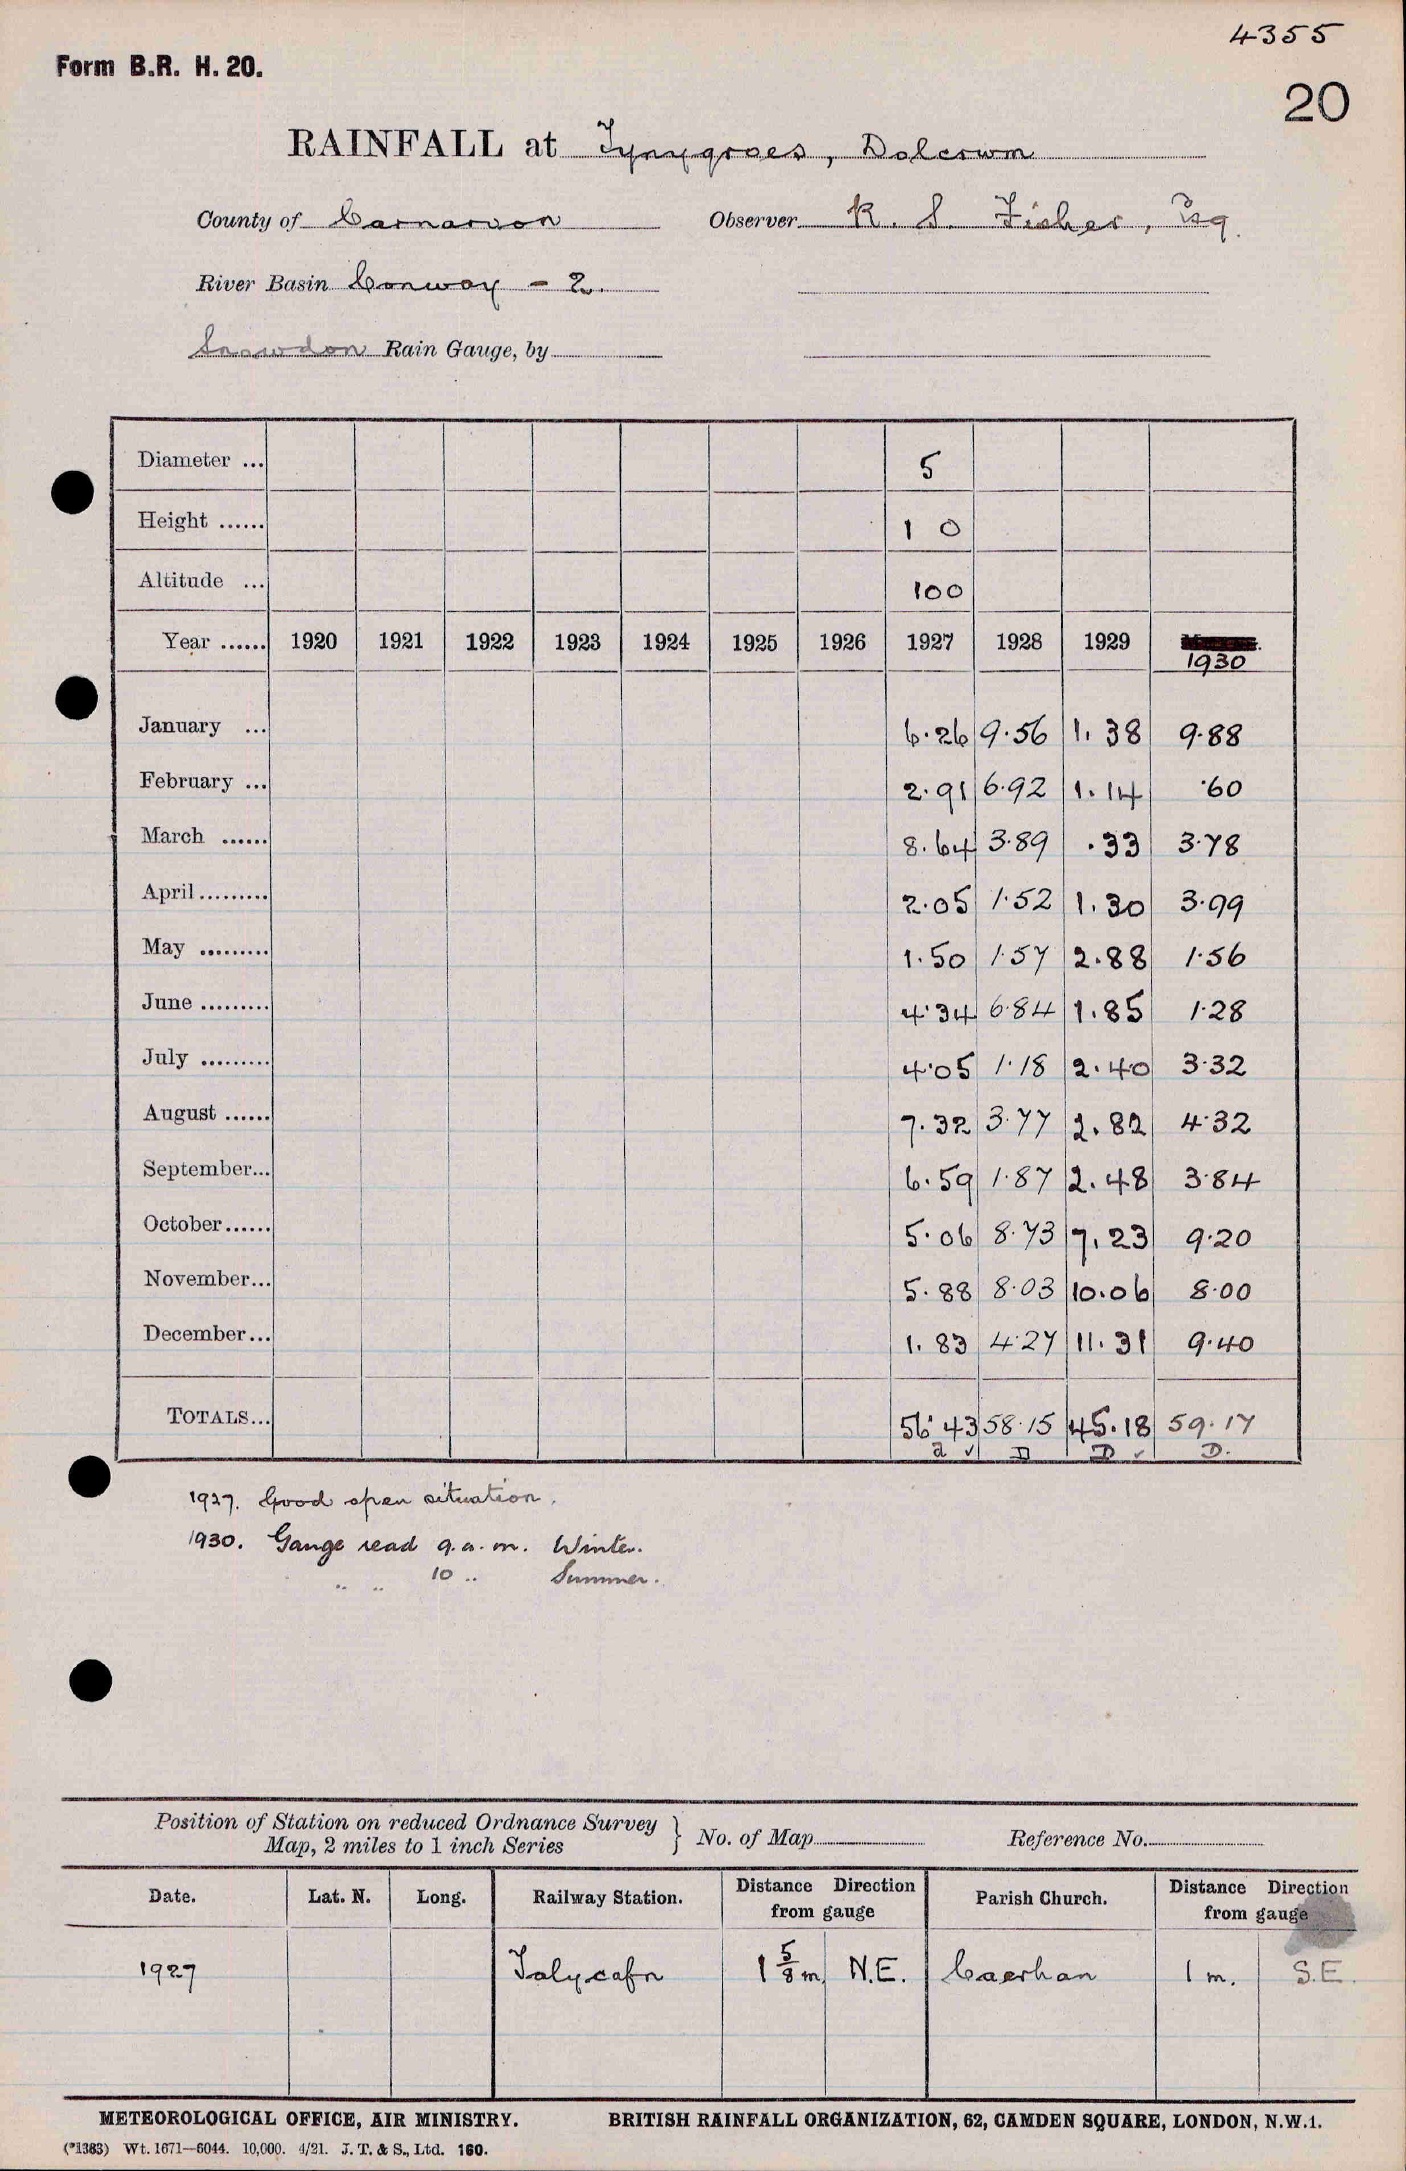 4355
Form B.R. H. 20.
20
RAINFALL at Tynygroes, Dolcrwm
County of Carnarvon Observer R. S. Fisher, Esq.
River Basin Conway - 2.
Snowdon Rain Gauge, by
Diameter ... 5
Height ...... 1 0
Altitude ... 100
Year ...... 1920 1921 1922 1923 1924 1925 1926 1927 1928 1929 1930
January ... 6.26 9.56 1.38 9.88
February ... 2.91 6.92 1.14 .60
March ...... 8.64 3.89 .33 3.78
April ......... 2.05 1.52 1.30 3.99
May ......... 1.50 1.57 2.88 1.56
June ......... 4.34 6.84 1.85 1.28
July ......... 4.05 1.18 2.40 3.32
August ...... 7.32 3.77 2.82 4.32
September... 6.59 1.87 2.48 3.84
October...... 5.06 8.73 7.23 9.20
November... 5.88 8.03 10.06 8.00
December... 1.83 4.27 11.31 9.40
TOTALS... 56.43 58.15 45.18 59.17
a ✓ D D ✓ D.
1927. Good open situation.
1930. Gauge read 9 a.m. Winter.
" " 10 " Summer.
Position of Station on reduced Ordnance Survey
Map, 2 miles to 1 inch Series } No. of Map Reference No.
Date. Lat. N. Long. Railway Station. Distance Direction from gauge Parish Church. Distance Direction from gauge
1927 Talycafn 1 5/8 m. N.E. Caerhan 1 m. S.E.
METEOROLOGICAL OFFICE, AIR MINISTRY. BRITISH RAINFALL ORGANIZATION, 62, CAMDEN SQUARE, LONDON, N.W.1.
(*1383) Wt. 1671—6044. 10,000. 4/21. J. T. & S., Ltd. 160.